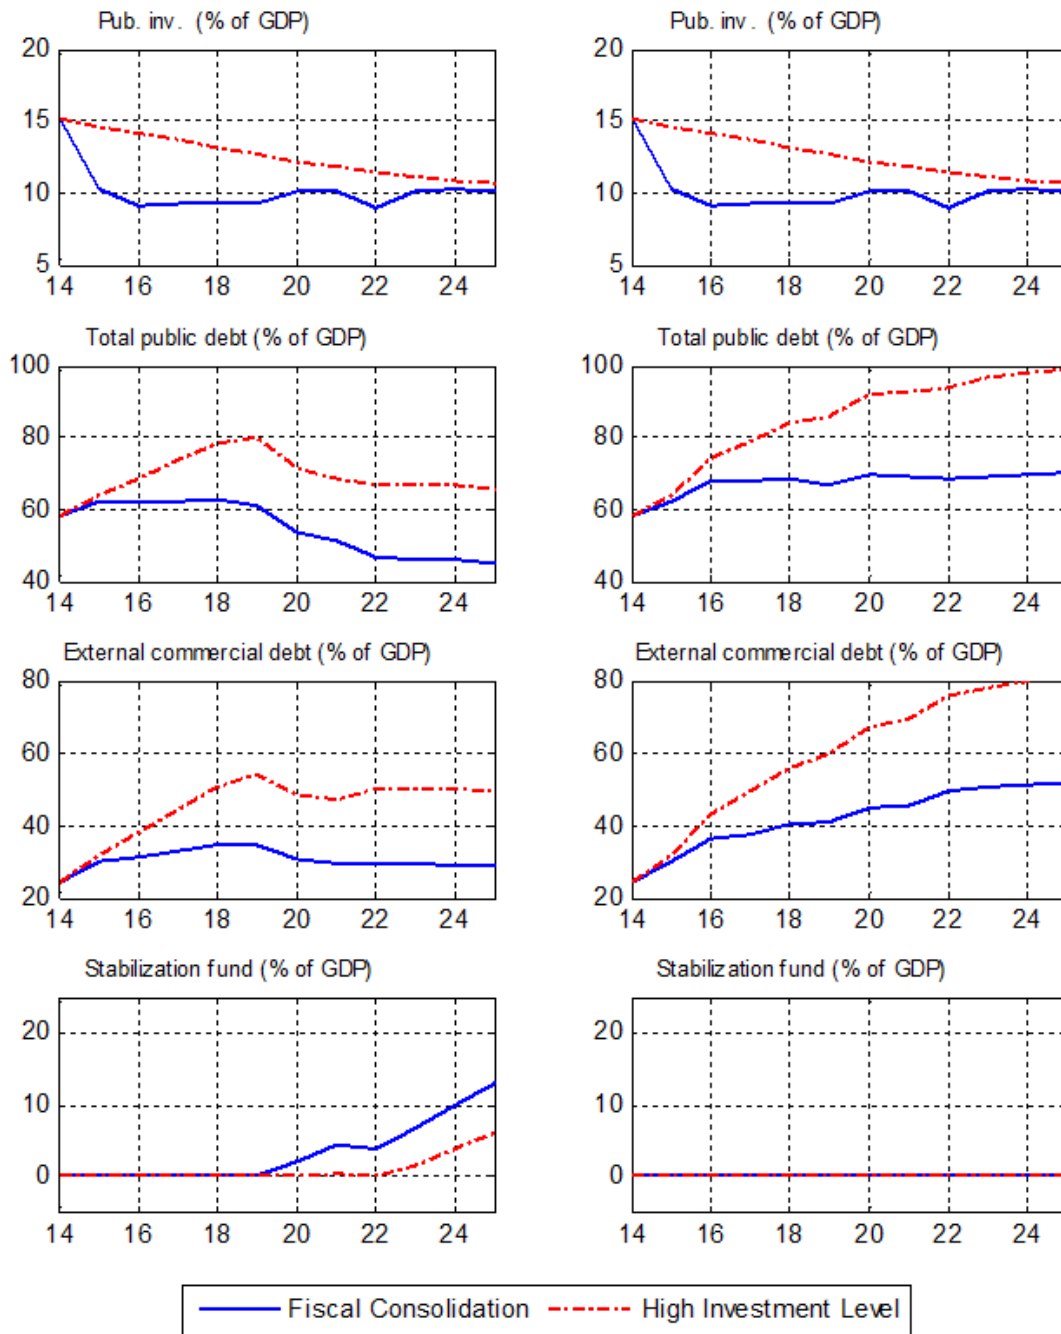 Pub. inv. (% of GDP)
Pub. inv. (% of GDP)
20
15
10
5
14 16 18 20 22 24
20
15
10
5
14 16 18 20 22 24
Total public debt (% of GDP)
Total public debt (% of GDP)
100
80
60
40
14 16 18 20 22 24
100
80
60
40
14 16 18 20 22 24
External commercial debt (% of GDP)
External commercial debt (% of GDP)
80
60
40
20
14 16 18 20 22 24
80
60
40
20
14 16 18 20 22 24
Stabilization fund (% of GDP)
Stabilization fund (% of GDP)
20
10
0
14 16 18 20 22 24
20
10
0
14 16 18 20 22 24
Fiscal Consolidation
High Investment Level